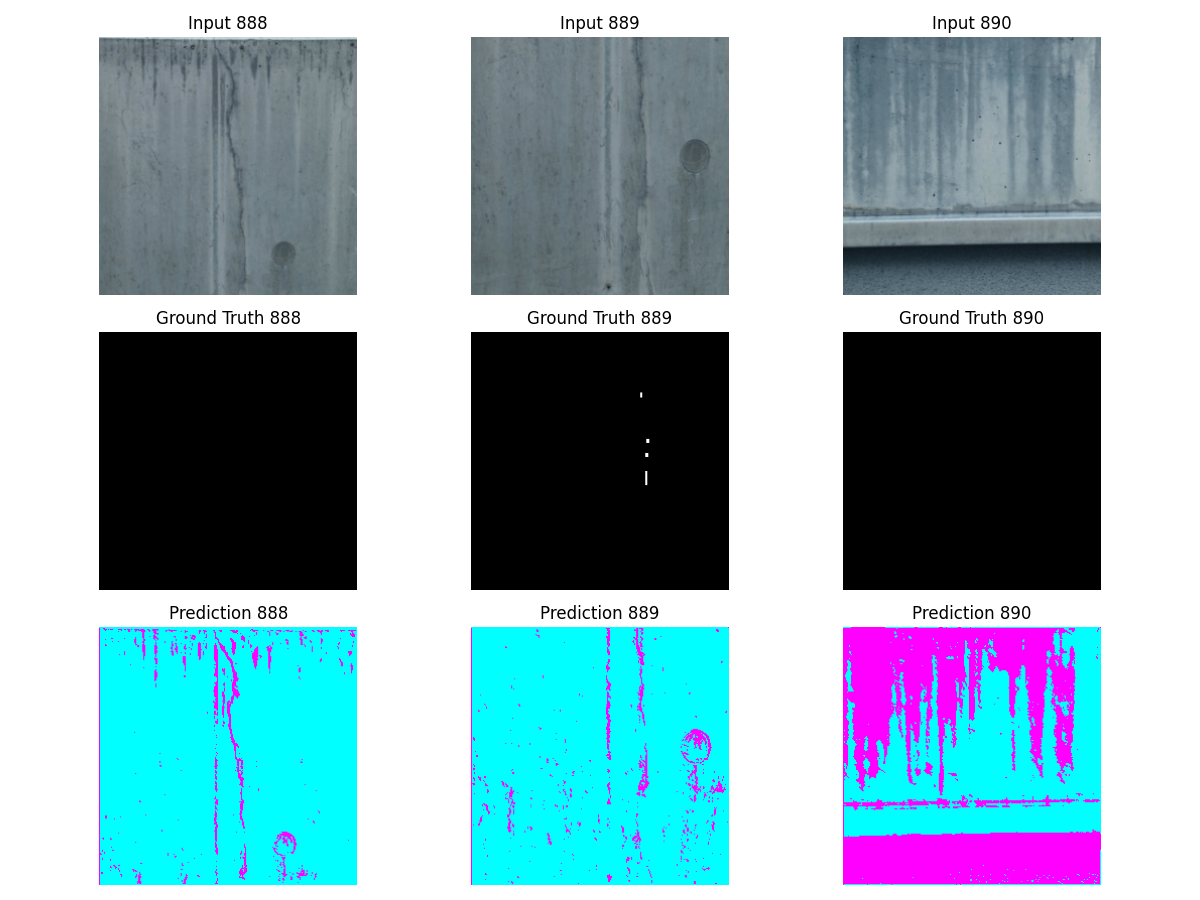 Input 888
Input 889
Input 890
Ground Truth 888
Ground Truth 889
Ground Truth 890
Prediction 888
Prediction 889
Prediction 890